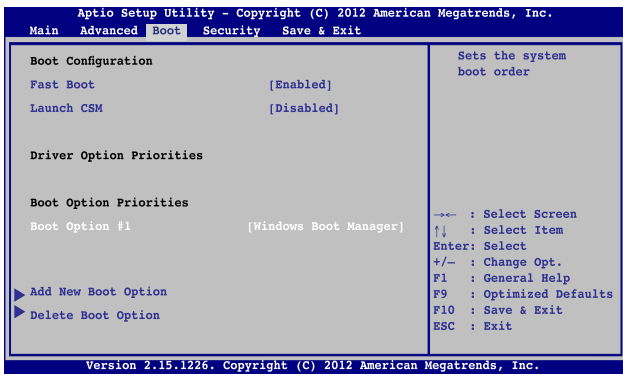 Aptio Setup Utility – Copyright (C) 2012 American Megatrends, Inc.
Main Advanced Boot Security Save & Exit
Boot Configuration
Fast Boot [Enabled]
Launch CSM [Disabled]
Driver Option Priorities
Boot Option Priorities
Boot Option #1 [Windows Boot Manager]
Add New Boot Option
Delete Boot Option
Sets the system
boot order
→← : Select Screen
↑↓ : Select Item
Enter: Select
+/— : Change Opt.
F1 : General Help
F9 : Optimized Defaults
F10 : Save & Exit
ESC : Exit
Version 2.15.1226. Copyright (C) 2012 American Megatrends, Inc.